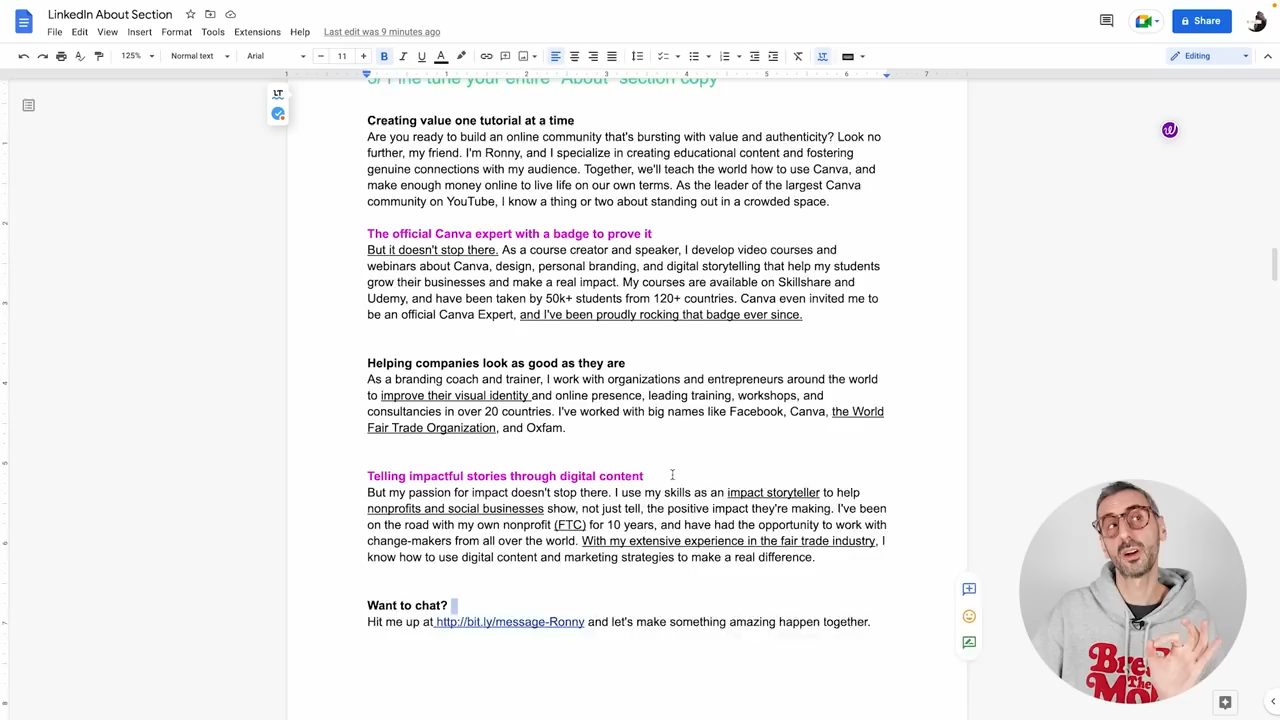 LinkedIn About Section
File Edit View Insert Format Tools Extensions Help Last edit was 9 minutes ago
Share
125% Normal text Arial 11 B I U A Editing
1 1 2 3 4 5 6 7
LT
5/ Fine tune your entire "About" section copy
Creating value one tutorial at a time
Are you ready to build an online community that's bursting with value and authenticity? Look no
further, my friend. I'm Ronny, and I specialize in creating educational content and fostering
genuine connections with my audience. Together, we'll teach the world how to use Canva, and
make enough money online to live life on our own terms. As the leader of the largest Canva
community on YouTube, I know a thing or two about standing out in a crowded space.
The official Canva expert with a badge to prove it
But it doesn't stop there. As a course creator and speaker, I develop video courses and
webinars about Canva, design, personal branding, and digital storytelling that help my students
grow their businesses and make a real impact. My courses are available on Skillshare and
Udemy, and have been taken by 50k+ students from 120+ countries. Canva even invited me to
be an official Canva Expert, and I've been proudly rocking that badge ever since.
Helping companies look as good as they are
As a branding coach and trainer, I work with organizations and entrepreneurs around the world
to improve their visual identity and online presence, leading training, workshops, and
consultancies in over 20 countries. I've worked with big names like Facebook, Canva, the World
Fair Trade Organization, and Oxfam.
Telling impactful stories through digital content
But my passion for impact doesn't stop there. I use my skills as an impact storyteller to help
nonprofits and social businesses show, not just tell, the positive impact they're making. I've been
on the road with my own nonprofit (FTC) for 10 years, and have had the opportunity to work with
change-makers from all over the world. With my extensive experience in the fair trade industry, I
know how to use digital content and marketing strategies to make a real difference.
Want to chat?
Hit me up at http://bit.ly/message-Ronny and let's make something amazing happen together.